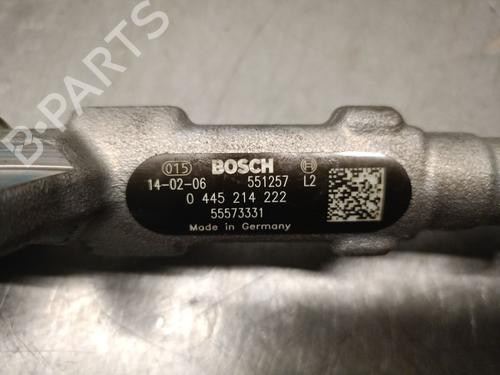 B-PARTS
015 BOSCH
14-02-06 551257 L2
0 445 214 222
55573331
Made in Germany